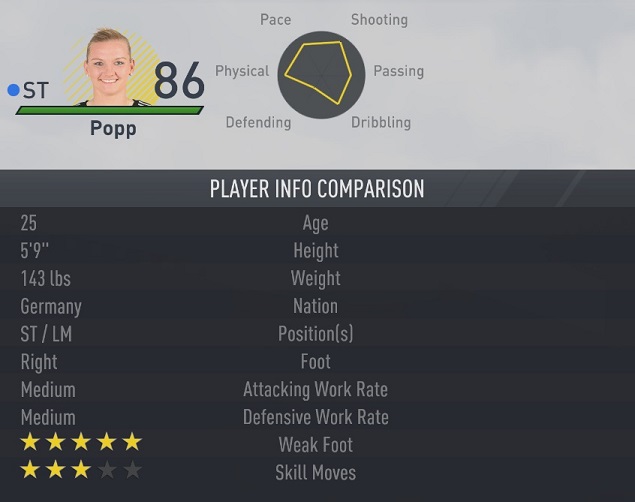 Pace Shooting
ST 86 Physical Passing
Popp Defending Dribbling
PLAYER INFO COMPARISON
25 Age
5'9'' Height
143 lbs Weight
Germany Nation
ST / LM Position(s)
Right Foot
Medium Attacking Work Rate
Medium Defensive Work Rate
Weak Foot
Skill Moves